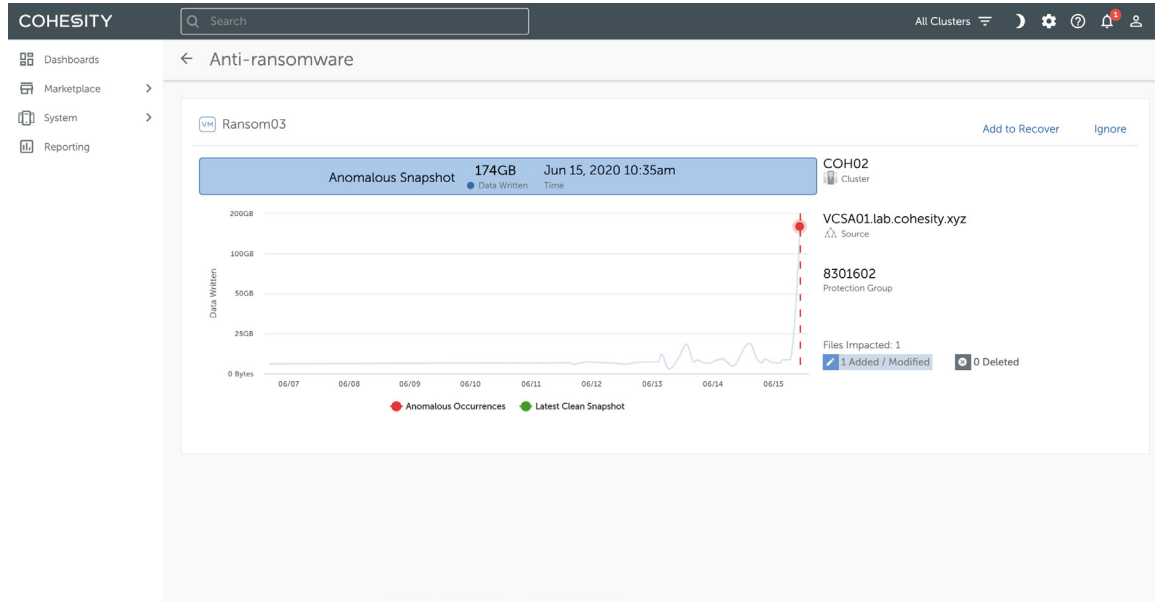 COHESITY
Search
All Clusters
1
Dashboards
Marketplace
System
Reporting
Anti-ransomware
VM Ransom03
Add to Recover Ignore
Anomalous Snapshot 174GB Jun 15, 2020 10:35am
Data Written Time
COH02
Cluster
VCSA01.lab.cohesity.xyz
Source
8301602
Protection Group
Files Impacted: 1
1 Added / Modified 0 Deleted
Data Written
200GB
100GB
50GB
25GB
0 Bytes
06/07 06/08 06/09 06/10 06/11 06/12 06/13 06/14 06/15
Anomalous Occurrences Latest Clean Snapshot